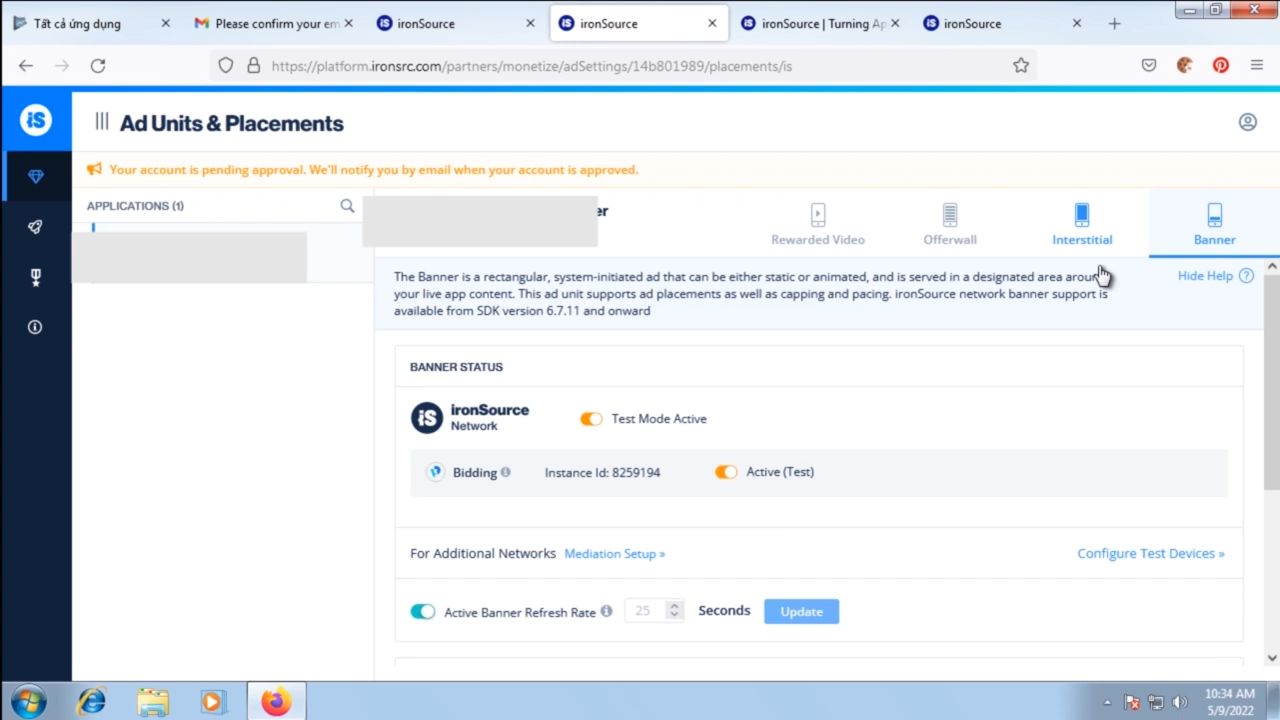 Tất cả ứng dụng
Please confirm your em
ironSource
ironSource
ironSource | Turning Ap
ironSource
https://platform.ironsrc.com/partners/monetize/adSettings/14b801989/placements/is
iS
Ad Units & Placements
Your account is pending approval. We'll notify you by email when your account is approved.
APPLICATIONS (1)
er
Rewarded Video
Offerwall
Interstitial
Banner
The Banner is a rectangular, system-initiated ad that can be either static or animated, and is served in a designated area
your live app content. This ad unit supports ad placements as well as capping and pacing. ironSource network banner support is
available from SDK version 6.7.11 and onward
Hide Help ?
BANNER STATUS
iS
ironSource
Network
Test Mode Active
Bidding
Instance Id: 8259194
Active (Test)
For Additional Networks
Mediation Setup »
Configure Test Devices »
Active Banner Refresh Rate
25
Seconds
Update
10:34 AM
5/9/2022